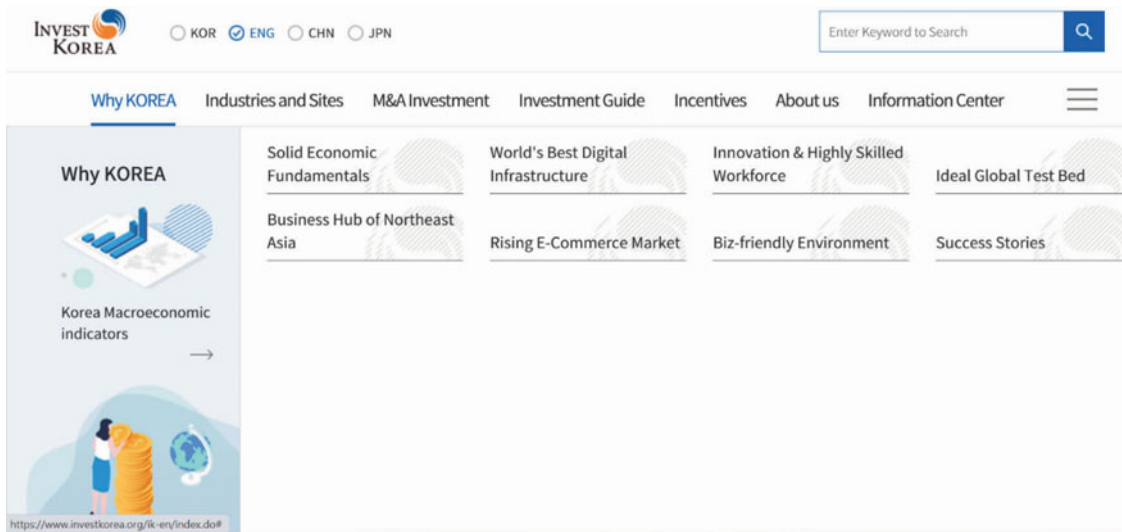 INVEST
KOREA
KOR ENG CHN JPN
Enter Keyword to Search
Why KOREA Industries and Sites M&A Investment Investment Guide Incentives About us Information Center
Why KOREA
Korea Macroeconomic
indicators
Solid Economic
Fundamentals
World's Best Digital
Infrastructure
Innovation & Highly Skilled
Workforce
Ideal Global Test Bed
Business Hub of Northeast
Asia
Rising E-Commerce Market
Biz-friendly Environment
Success Stories
https://www.investkorea.org/ik-en/index.do#